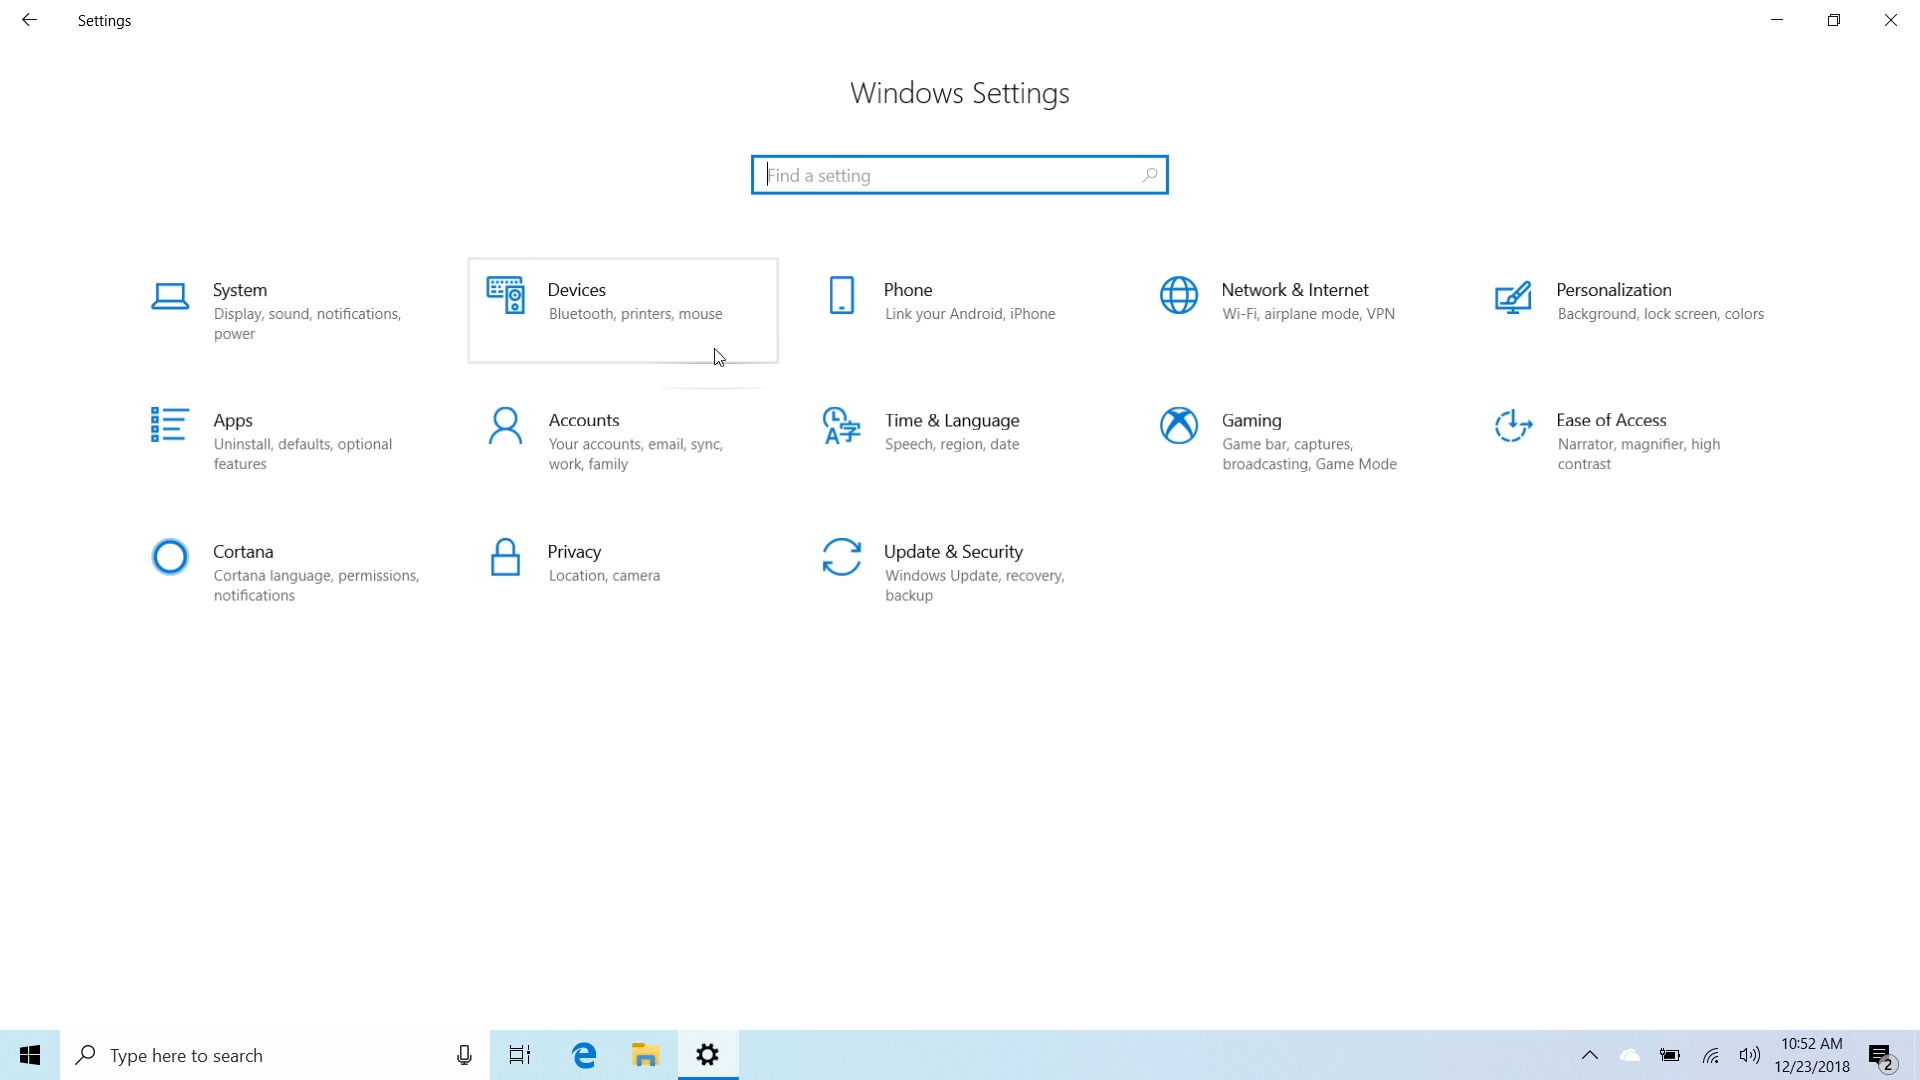 Settings
Windows Settings
Find a setting
System
Display, sound, notifications,
power
Devices
Bluetooth, printers, mouse
Phone
Link your Android, iPhone
Network & Internet
Wi-Fi, airplane mode, VPN
Personalization
Background, lock screen, colors
Apps
Uninstall, defaults, optional
features
Accounts
Your accounts, email, sync,
work, family
Time & Language
Speech, region, date
Gaming
Game bar, captures,
broadcasting, Game Mode
Ease of Access
Narrator, magnifier, high
contrast
Cortana
Cortana language, permissions,
notifications
Privacy
Location, camera
Update & Security
Windows Update, recovery,
backup
Type here to search
10:52 AM
12/23/2018
2